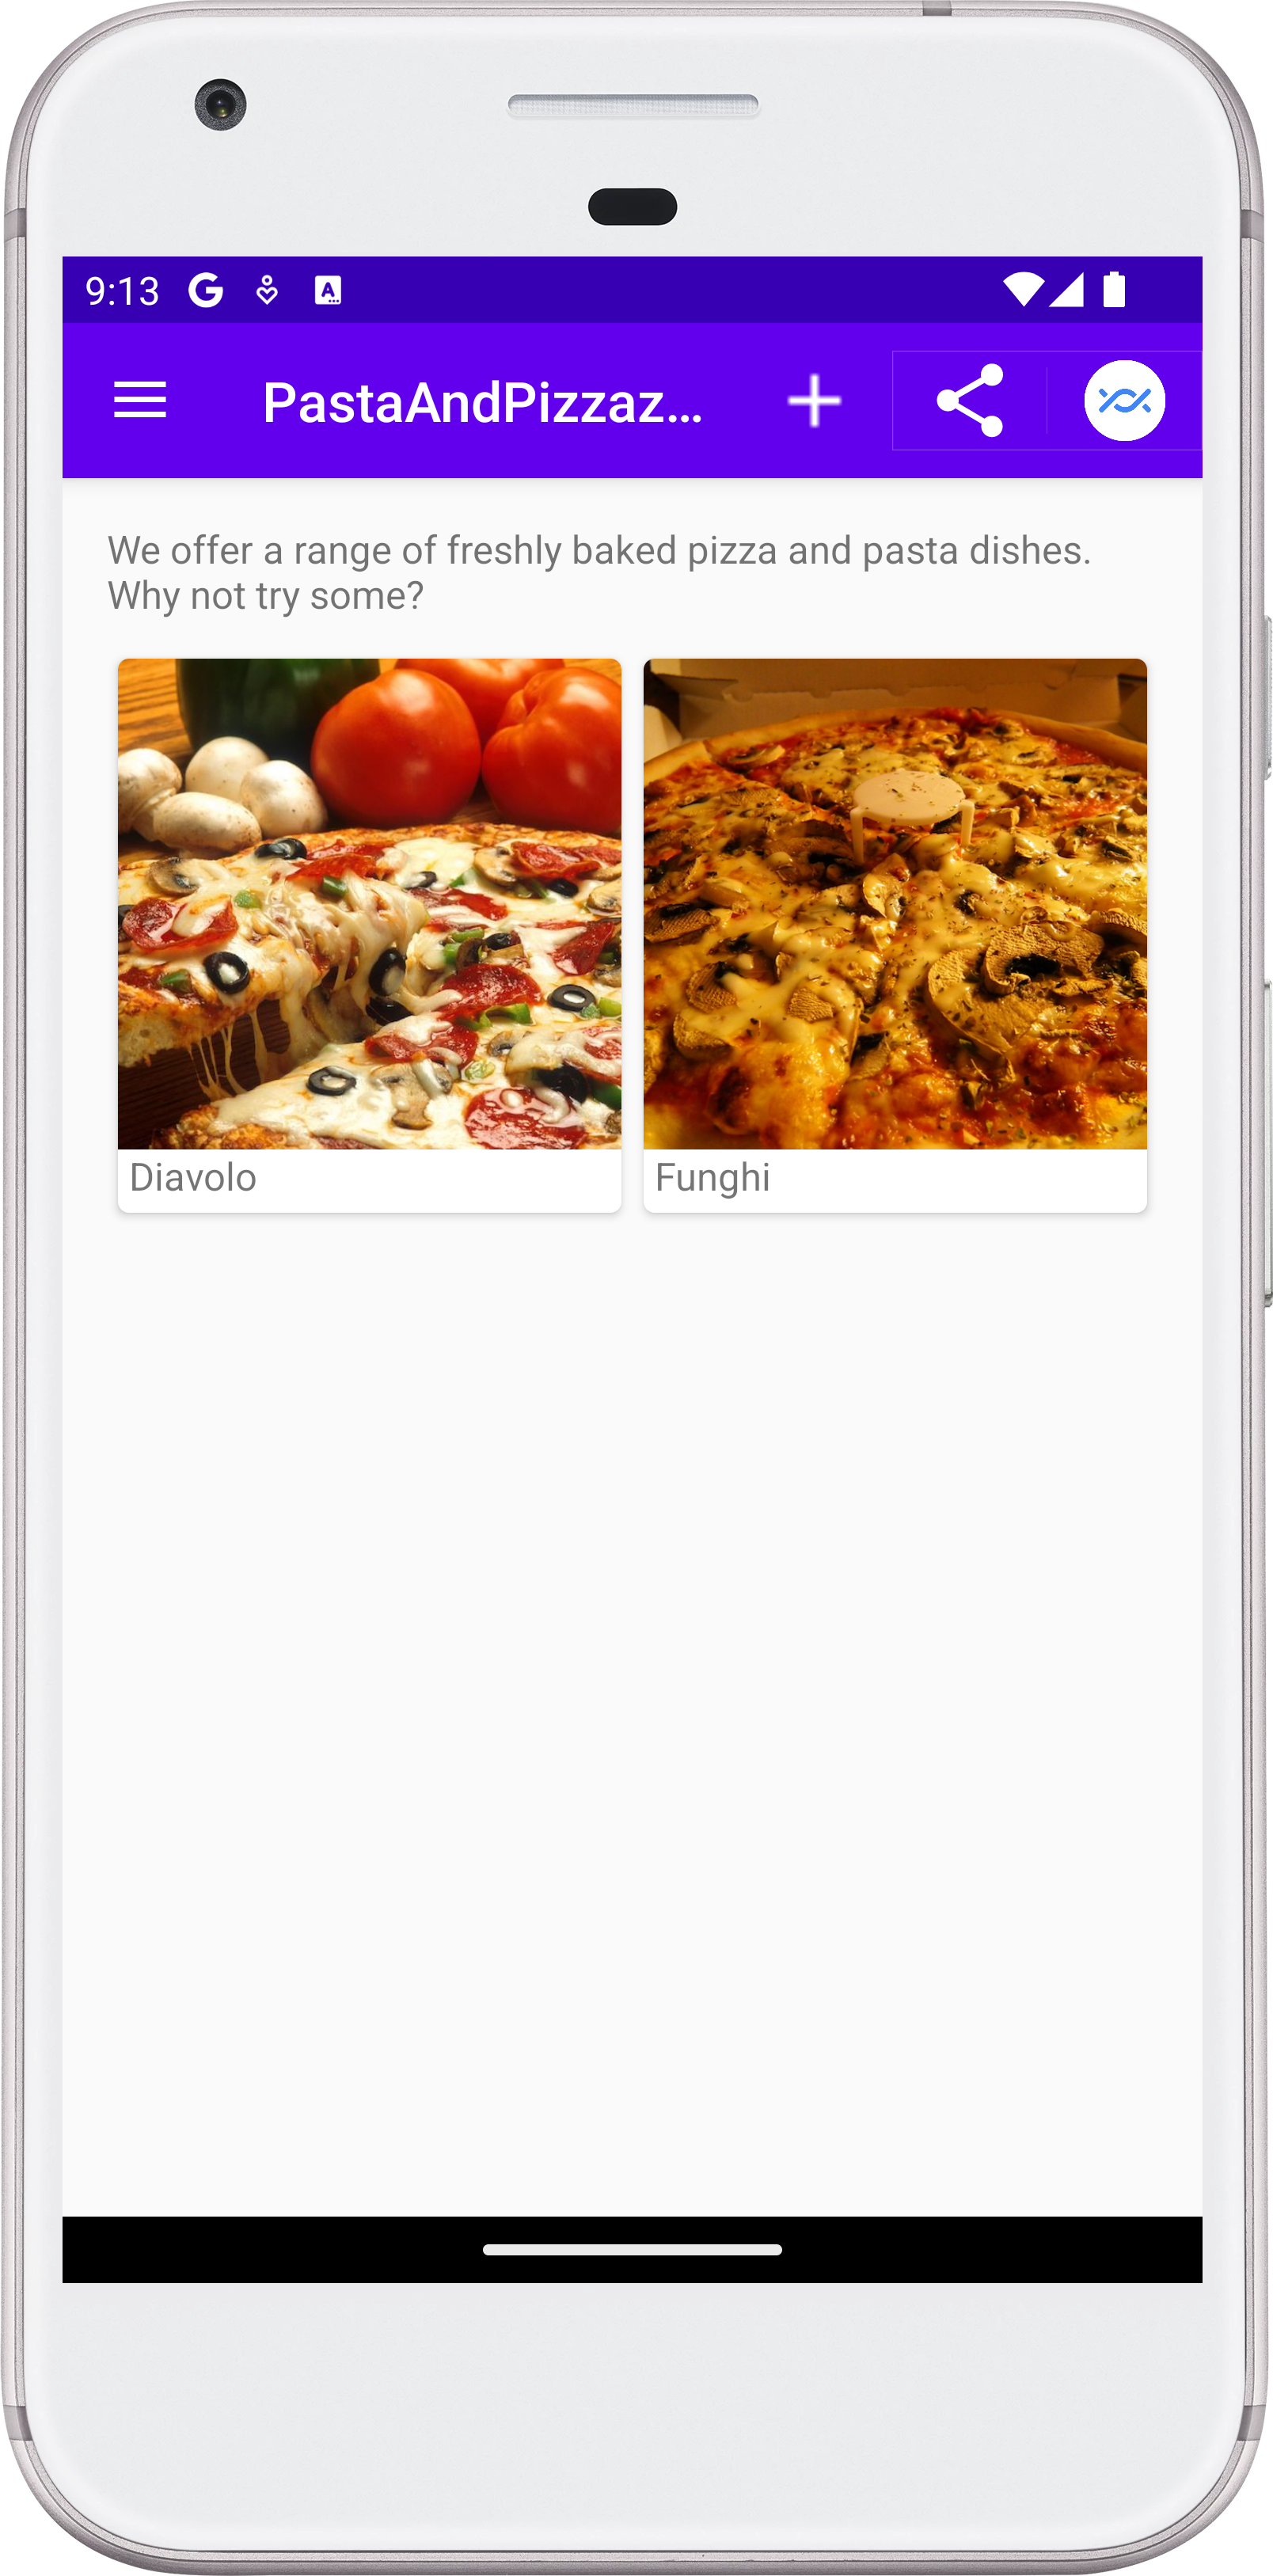 9:13
PastaAndPizzaz...
We offer a range of freshly baked pizza and pasta dishes.
Why not try some?
Diavolo
Funghi